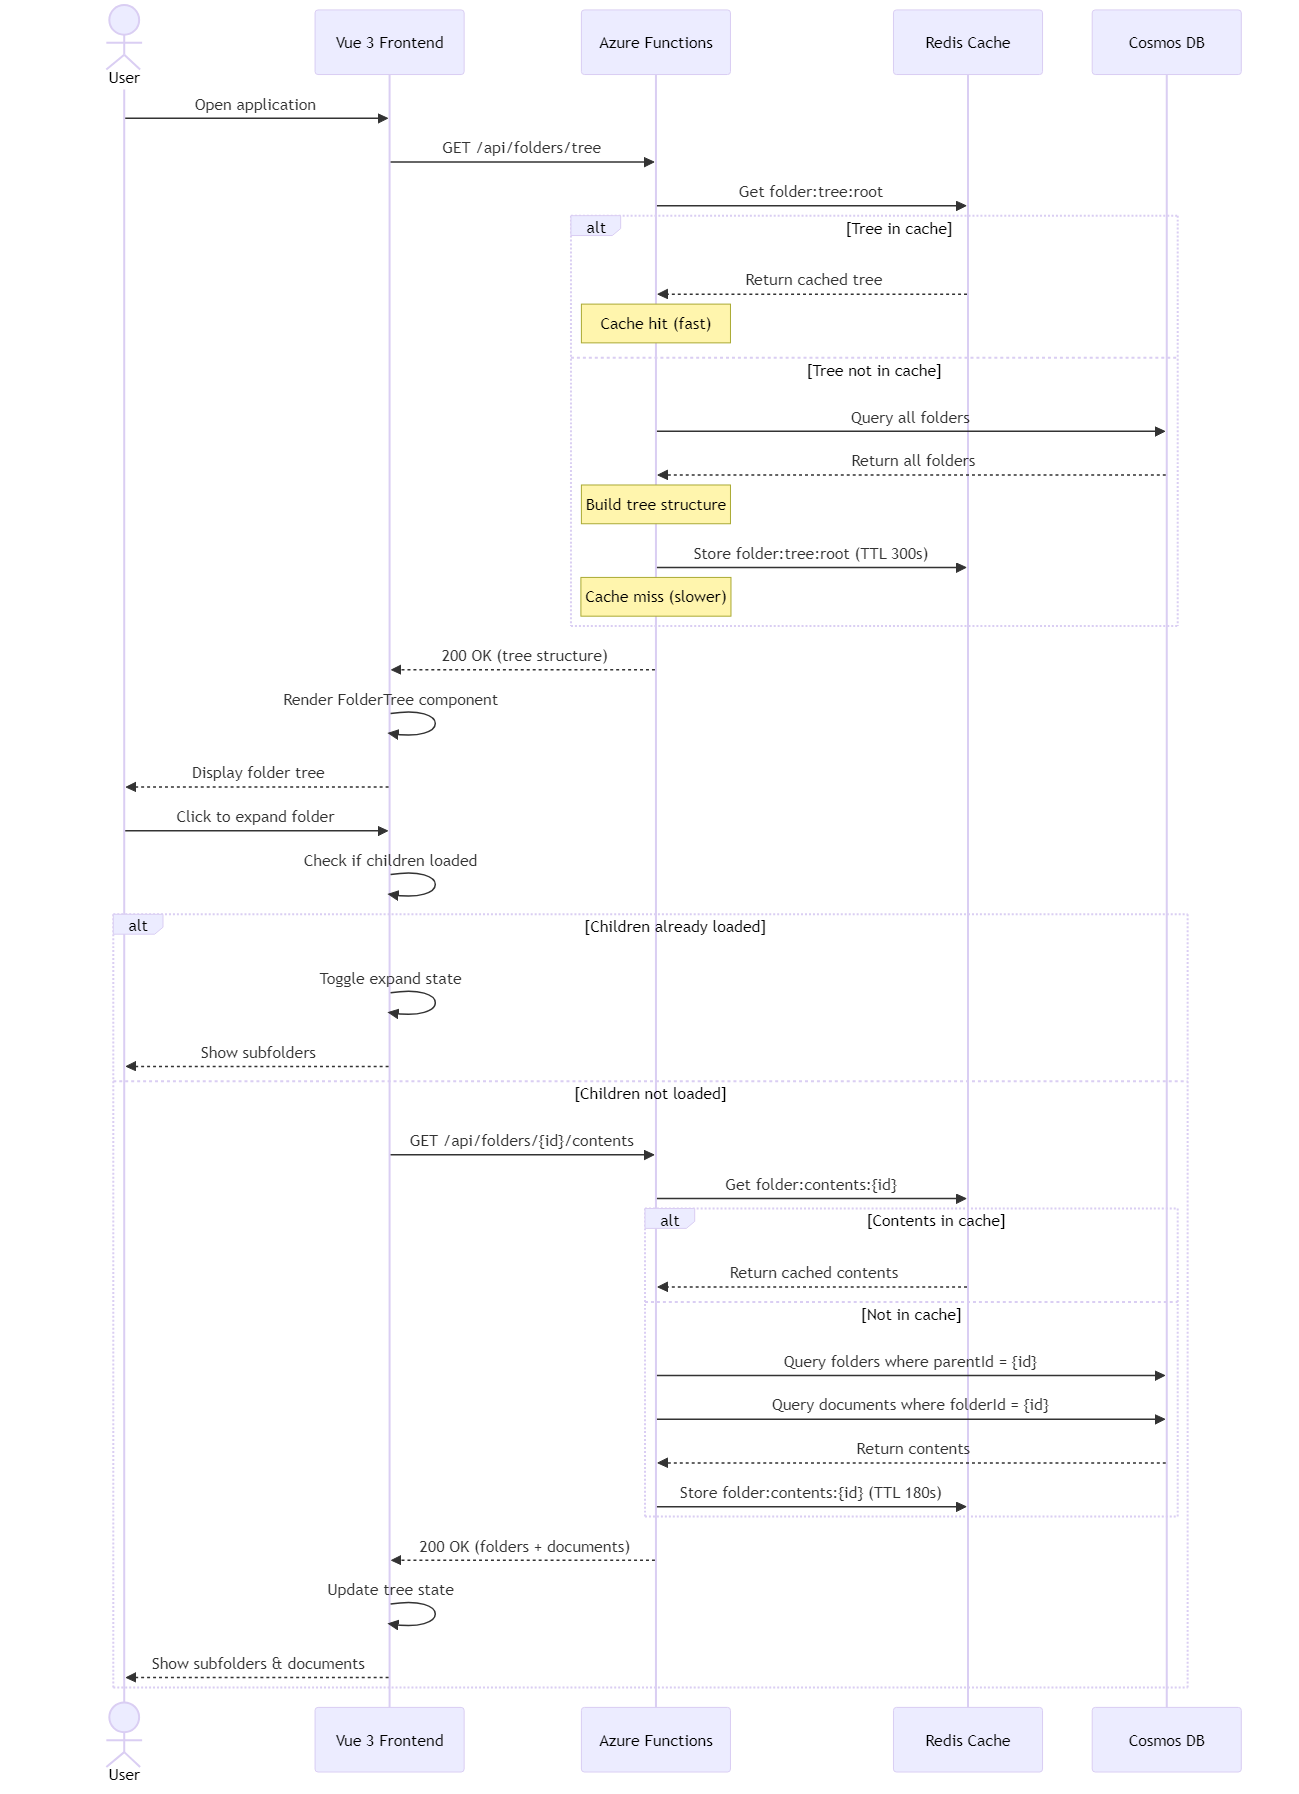 User
Vue 3 Frontend
Azure Functions
Redis Cache
Cosmos DB
Open application
GET /api/folders/tree
Get folder:tree:root
alt
[Tree in cache]
Return cached tree
Cache hit (fast)
[Tree not in cache]
Query all folders
Return all folders
Build tree structure
Store folder:tree:root (TTL 300s)
Cache miss (slower)
200 OK (tree structure)
Render FolderTree component
Display folder tree
Click to expand folder
Check if children loaded
alt
[Children already loaded]
Toggle expand state
Show subfolders
[Children not loaded]
GET /api/folders/{id}/contents
Get folder:contents:{id}
alt
[Contents in cache]
Return cached contents
[Not in cache]
Query folders where parentId = {id}
Query documents where folderId = {id}
Return contents
Store folder:contents:{id} (TTL 180s)
200 OK (folders + documents)
Update tree state
Show subfolders & documents
User
Vue 3 Frontend
Azure Functions
Redis Cache
Cosmos DB